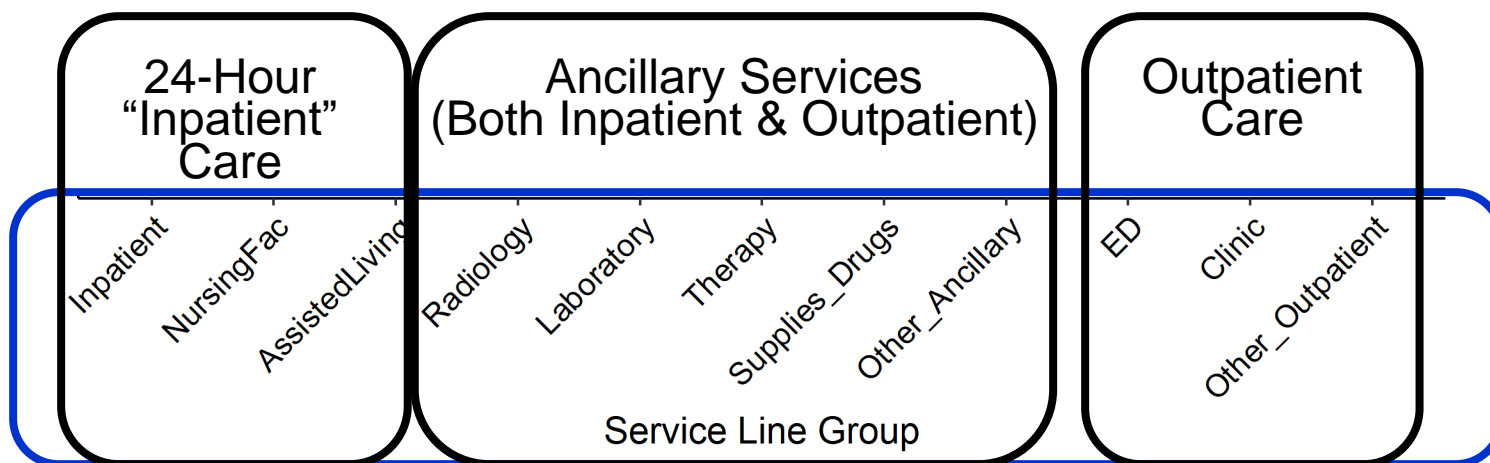 24-Hour
“Inpatient”
Care
Ancillary Services
(Both Inpatient & Outpatient)
Outpatient
Care
Inpatient
NursingFac
AssistedLiving
Radiology
Laboratory
Therapy
Supplies_Drugs
Other_Ancillary
ED
Clinic
Other_Outpatient
Service Line Group